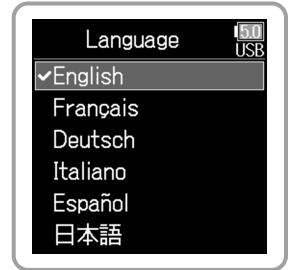 Language
5.0
USB
✔English
Français
Deutsch
Italiano
Español
日本語